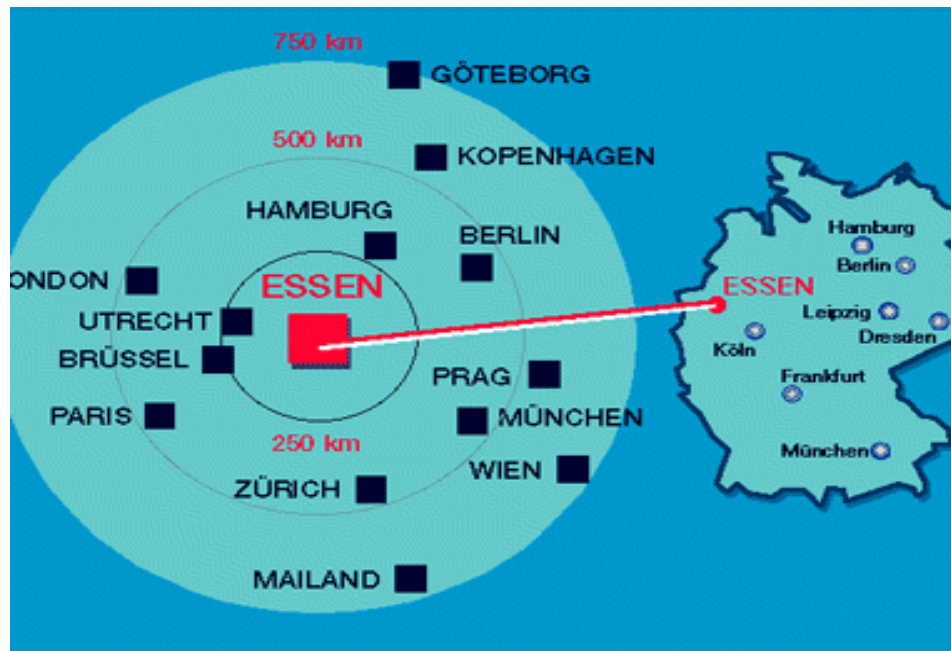 750 km
GÖTEBORG
500 km
KOPENHAGEN
HAMBURG
BERLIN
ONDON
ESSEN
UTRECHT
BRÜSSEL
PRAG
PARIS
MÜNCHEN
250 km
WIEN
ZÜRICH
MAILAND
Hamburg
Berlin
ESSEN
Leipzig
Dresden
Köln
Frankfurt
München